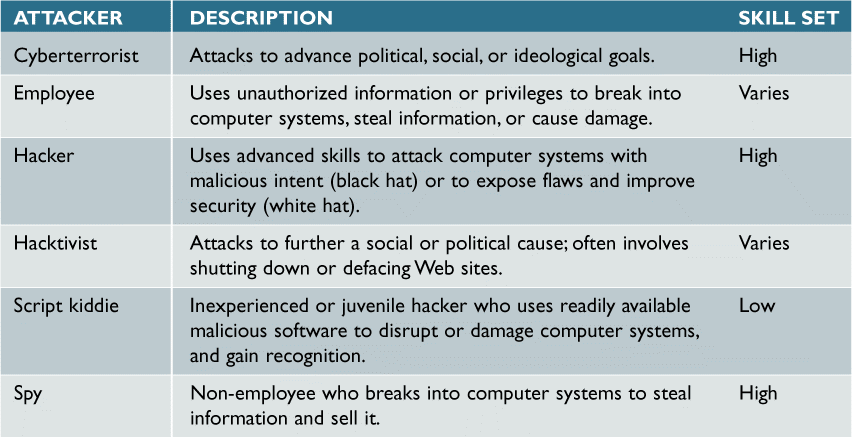 ATTACKER DESCRIPTION SKILL SET
Cyberterrorist Attacks to advance political, social, or ideological goals. High
Employee Uses unauthorized information or privileges to break into Varies
computer systems, steal information, or cause damage.
Hacker Uses advanced skills to attack computer systems with High
malicious intent (black hat) or to expose flaws and improve
security (white hat).
Hacktivist Attacks to further a social or political cause; often involves Varies
shutting down or defacing Web sites.
Script kiddie Inexperienced or juvenile hacker who uses readily available Low
malicious software to disrupt or damage computer systems,
and gain recognition.
Spy Non-employee who breaks into computer systems to steal High
information and sell it.